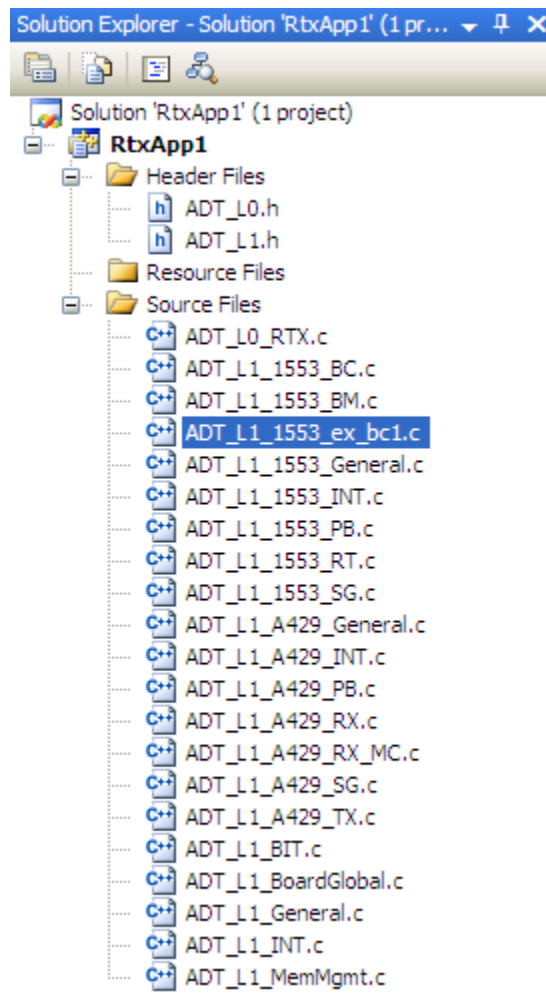 Solution Explorer - Solution 'RtxApp1' (1 pr...
Solution 'RtxApp1' (1 project)
RtxApp1
Header Files
ADT_L0.h
ADT_L1.h
Resource Files
Source Files
ADT_L0_RTX.c
ADT_L1_1553_BC.c
ADT_L1_1553_BM.c
ADT_L1_1553_ex_bc1.c
ADT_L1_1553_General.c
ADT_L1_1553_INT.c
ADT_L1_1553_PB.c
ADT_L1_1553_RT.c
ADT_L1_1553_SG.c
ADT_L1_A429_General.c
ADT_L1_A429_INT.c
ADT_L1_A429_PB.c
ADT_L1_A429_RX.c
ADT_L1_A429_RX_MC.c
ADT_L1_A429_SG.c
ADT_L1_A429_TX.c
ADT_L1_BIT.c
ADT_L1_BoardGlobal.c
ADT_L1_General.c
ADT_L1_INT.c
ADT_L1_MemMgmt.c